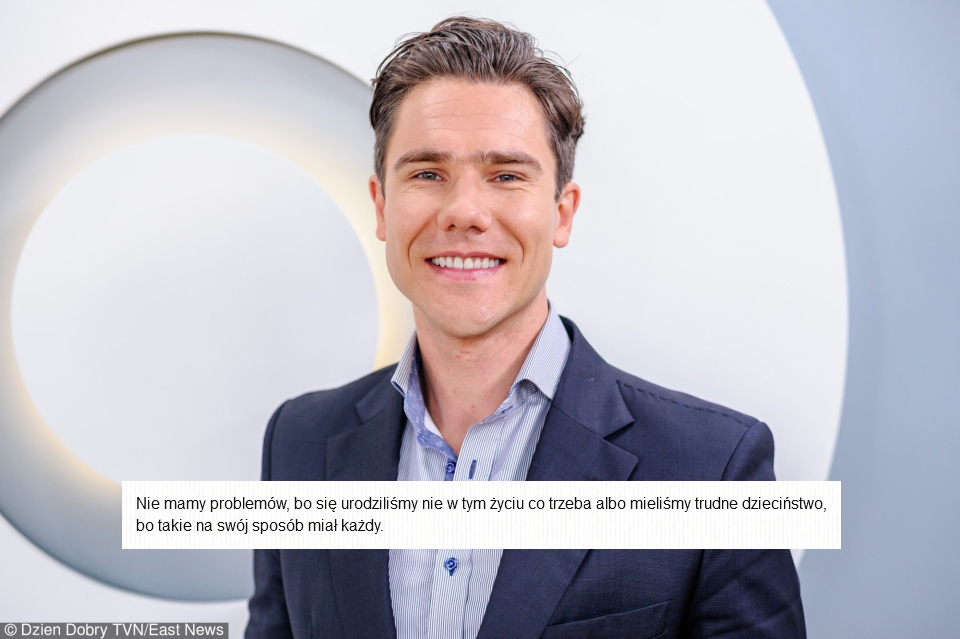 Nie mamy problemów, bo się urodziliśmy nie w tym życiu co trzeba albo mieliśmy trudne dzieciństwo,
bo takie na swój sposób miał każdy.
© Dzien Dobry TVN/East News